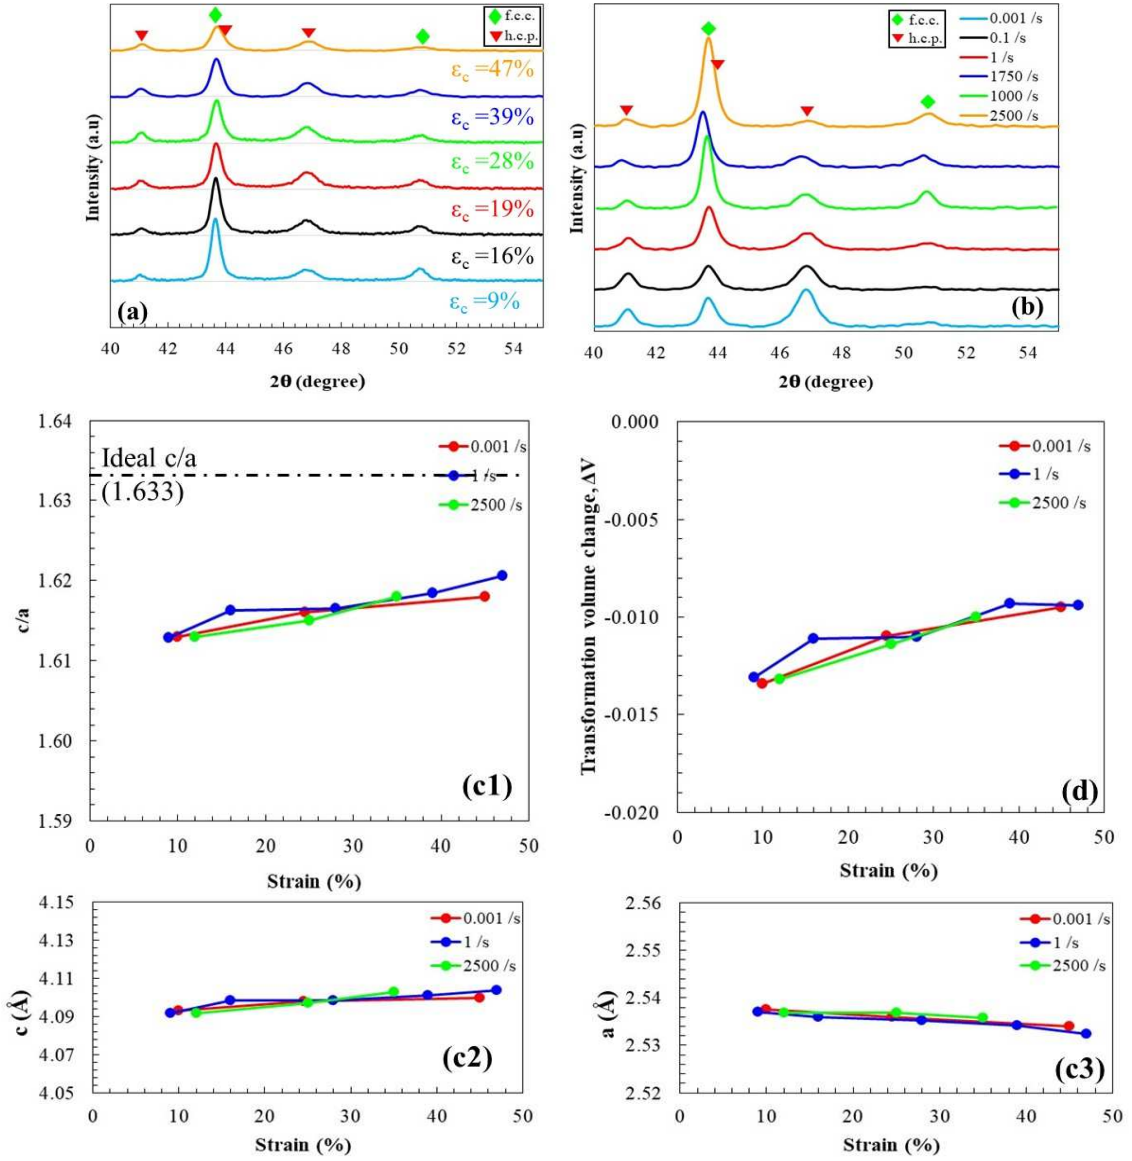 f.c.c.
h.c.p.
εc =47%
εc =39%
εc =28%
εc =19%
εc =16%
εc =9%
Intensity (a.u)
(a)
40 42 44 46 48 50 52 54
2θ (degree)
f.c.c.
h.c.p.
0.001 /s
0.1 /s
1 /s
1750 /s
1000 /s
2500 /s
Intensity (a.u)
(b)
40 42 44 46 48 50 52 54
2θ (degree)
1.64
1.63
1.62
1.61
1.60
1.59
c/a
Ideal c/a
(1.633)
0.001 /s
1 /s
2500 /s
(c1)
0 10 20 30 40 50
Strain (%)
0.000
-0.005
-0.010
-0.015
-0.020
Transformation volume change, ΔV
0.001 /s
1 /s
2500 /s
(d)
0 10 20 30 40 50
Strain (%)
4.15
4.13
4.11
4.09
4.07
4.05
c (Å)
0.001 /s
1 /s
2500 /s
(c2)
0 10 20 30 40 50
Strain (%)
2.56
2.55
2.54
2.53
2.52
a (Å)
0.001 /s
1 /s
2500 /s
(c3)
0 10 20 30 40 50
Strain (%)